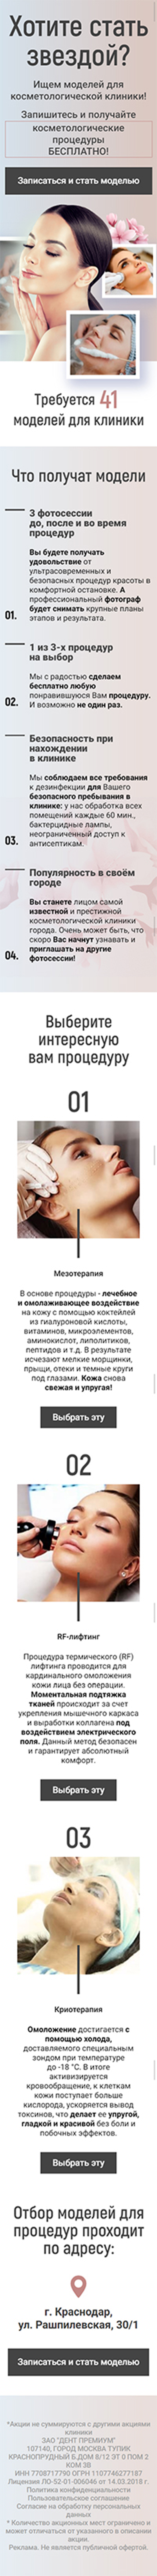 Хотите стать
звездой?
Ищем моделей для
косметологической клиники!
Запишитесь и получайте
косметологические
процедуры
БЕСПЛАТНО!
Записаться и стать моделью
Требуется 41
моделей для клиники
Что получат модели
3 фотосессии
до, после и во время
процедур
Вы будете получать
удовольствие от
ультрасовременных и
безопасных процедур красоты в
комфортной остановке. А
профессиональный фотограф
будет снимать крупные планы
этапов и результата.
01.
1 из 3-х процедур
на выбор
Мы с радостью сделаем
бесплатно любую
понравившуюся Вам процедуру.
И возможно не один раз.
02.
Безопасность при
нахождении
в клинике
Мы соблюдаем все требования
к дезинфекции для Вашего
безопасного пребывания в
клинике: у нас обработка всех
помещений каждые 60 мин.,
бактерицидные лампы,
неограниченный доступ к
антисептикам.
03.
Популярность в своём
городе
Вы станете лицом самой
известной и престижной
косметологической клиники
города. Очень может быть, что
скоро Вас начнут узнавать и
приглашать на другие
фотосессии!
04.
Выберите
интересную
вам процедуру
01
Мезотерапия
В основе процедуры - лечебное
и омолаживающее воздействие
на кожу с помощью коктейлей
из гиалуроновой кислоты,
витаминов, микроэлементов,
аминокислот, липолитиков,
пептидов и т.д. В результате
исчезают мелкие морщинки,
прыщи, отеки и темные круги
под глазами. Кожа снова
свежая и упругая!
Выбрать эту
02
RF-лифтинг
Процедура термического (RF)
лифтинга проводится для
кардинального омоложения
кожи лица без операции.
Моментальная подтяжка
тканей происходит за счет
укрепления мышечного каркаса
и выработки коллагена под
воздействием электрического
поля. Данный метод безопасен
и гарантирует абсолютный
комфорт.
Выбрать эту
03
Криотерапия
Омоложение достигается с
помощью холода,
доставляемого специальным
зондом при температуре
до -18 °C. В итоге
активизируется
кровообращение, к клеткам
кожи поступает больше
кислорода, ускоряется вывод
токсинов, что делает ее упругой,
гладкой и красивой без боли и
побочных эффектов.
Выбрать эту
Отбор моделей для
процедур проходит
по адресу:
г. Краснодар,
ул. Рашпилевская, 30/1
Записаться и стать моделью
*Акции не суммируются с другими акциями
клиники
ЗАО "ДЕНТ ПРЕМИУМ"
107140, ГОРОД МОСКВА ТУПИК
КРАСНОПРУДНЫЙ Б.ДОМ 8/12 ЭТ 0 ПОМ 2
КОМ 3В
ИНН 7708717790 ОГРН 1107746277187
Лицензия ЛО-52-01-006046 от 14.03.2018 г.
Политика конфиденциальности
Пользовательское соглашение
Согласие на обработку персональных
данных
* Количество акционных мест ограничено и
может отличаться от указанного в описании
акции.
Реклама. Не является публичной офертой.